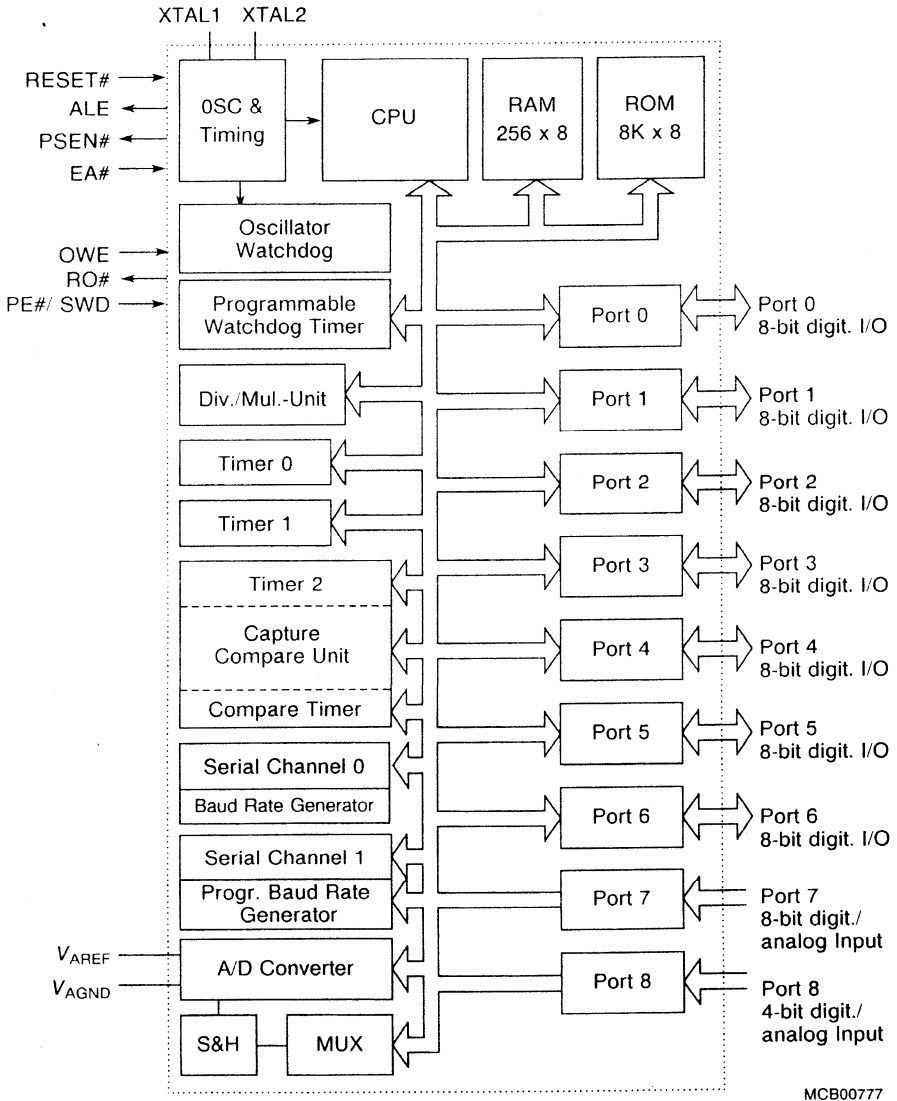 XTAL1 XTAL2
RESET#
ALE
PSEN#
EA#
0SC &
Timing
CPU
RAM
256 x 8
ROM
8K x 8
OWE
RO#
PE#/ SWD
Oscillator
Watchdog
Programmable
Watchdog Timer
Div./Mul.-Unit
Timer 0
Timer 1
Timer 2
Capture
Compare Unit
Compare Timer
Serial Channel 0
Baud Rate Generator
Serial Channel 1
Progr. Baud Rate
Generator
VAREF
VAGND
A/D Converter
S&H
MUX
Port 0
Port 0
8-bit digit. I/O
Port 1
Port 1
8-bit digit. I/O
Port 2
Port 2
8-bit digit. I/O
Port 3
Port 3
8-bit digit. I/O
Port 4
Port 4
8-bit digit. I/O
Port 5
Port 5
8-bit digit. I/O
Port 6
Port 6
8-bit digit. I/O
Port 7
Port 7
8-bit digit./
analog Input
Port 8
Port 8
4-bit digit./
analog Input
MCB00777